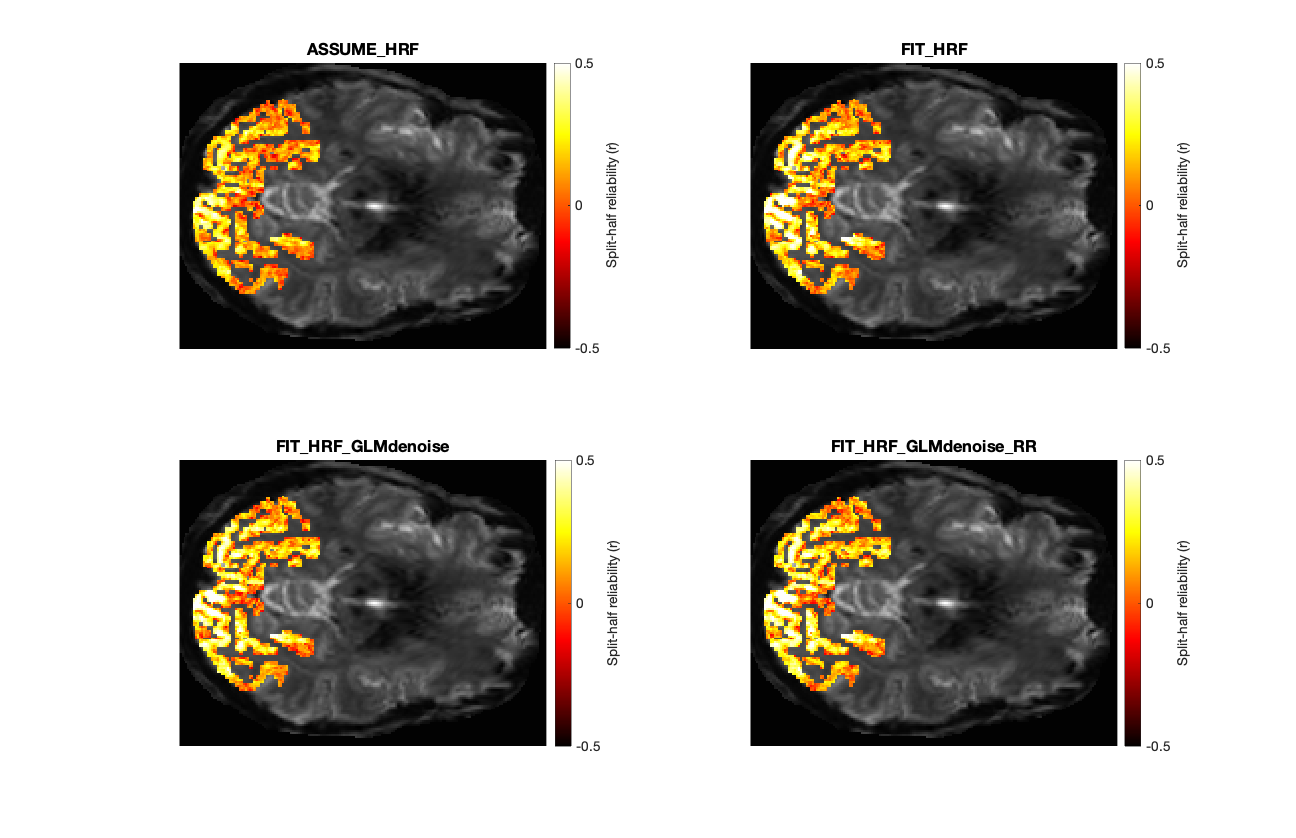 ASSUME_HRF
0.5
0
-0.5
Split-half reliability (r)
FIT_HRF
0.5
0
-0.5
Split-half reliability (r)
FIT_HRF_GLMdenoise
0.5
0
-0.5
Split-half reliability (r)
FIT_HRF_GLMdenoise_RR
0.5
0
-0.5
Split-half reliability (r)